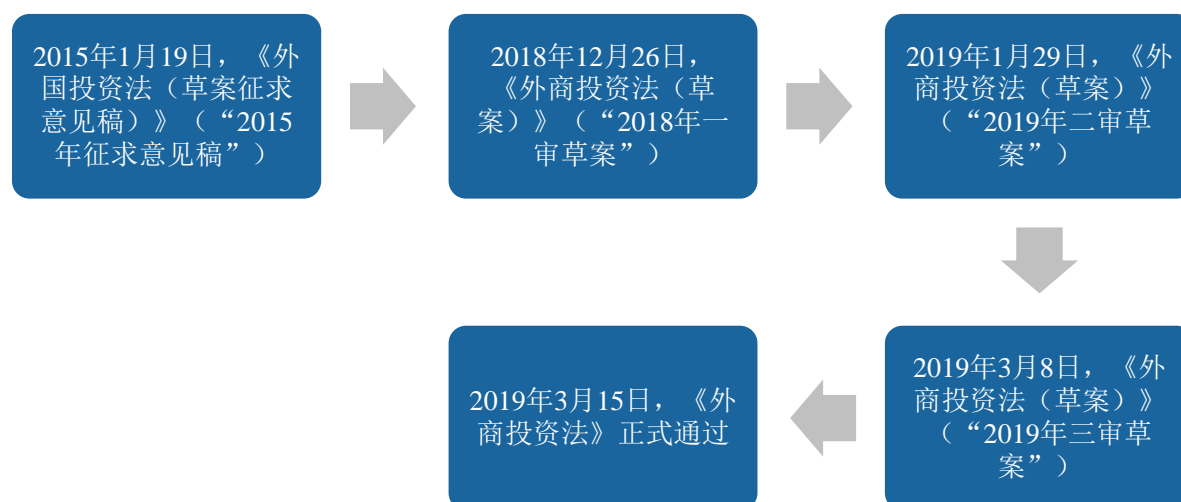 2015年1月19日，《外
国投资法（草案征求
意见稿）》（“2015
年征求意见稿”）
2018年12月26日，
《外商投资法（草
案）》（“2018年一
审草案”）
2019年1月29日，《外
商投资法（草案）》
（“2019年二审草
案”）
2019年3月8日，《外
商投资法（草案）》
（“2019年三审草
案”）
2019年3月15日，《外
商投资法》正式通过